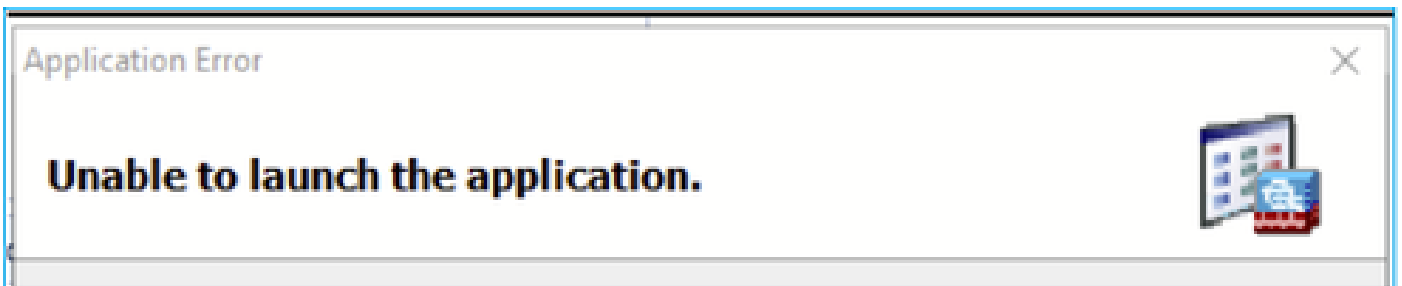 Application Error
Unable to launch the application.